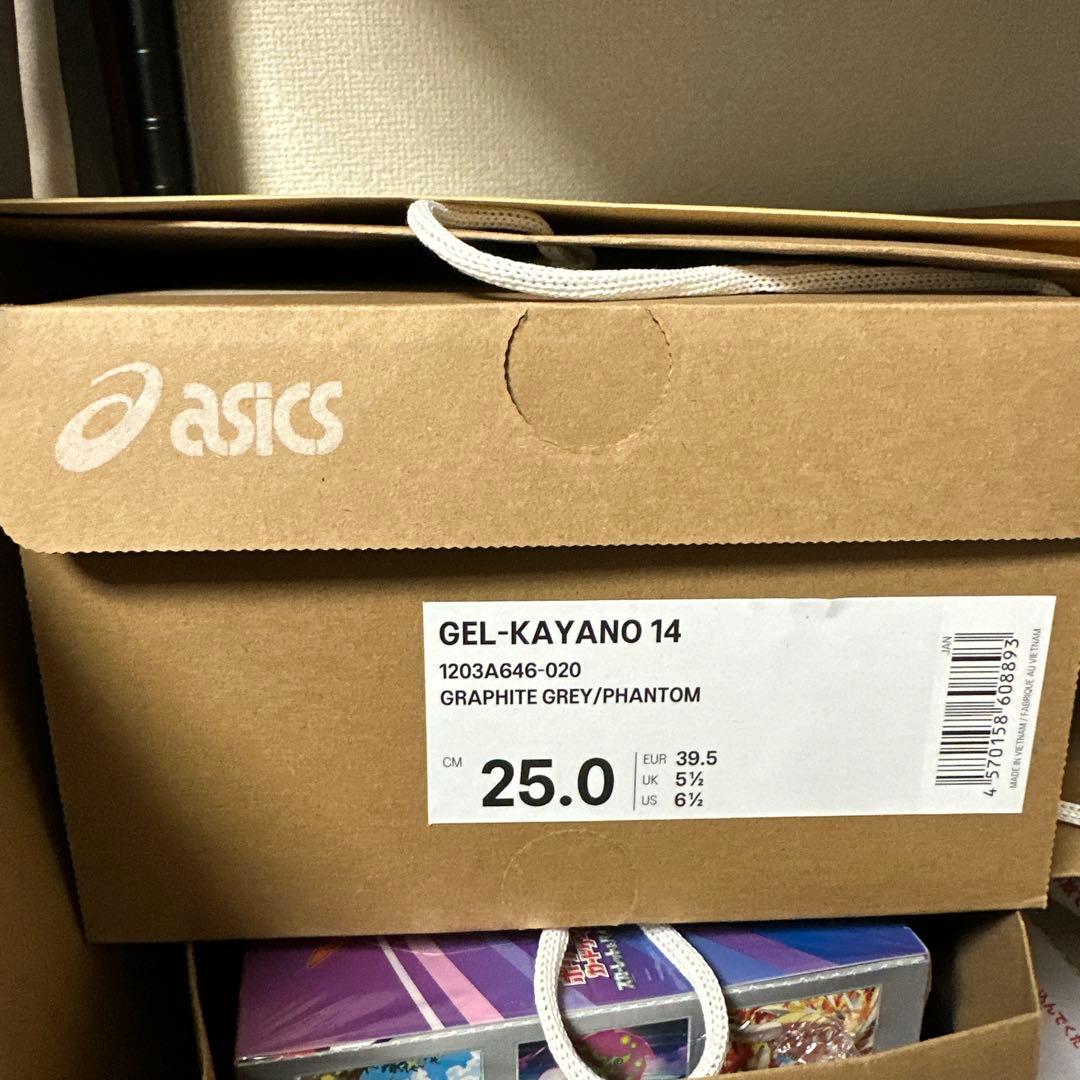 asics
GEL-KAYANO 14
1203A646-020
GRAPHITE GREY/PHANTOM
CM 25.0
EUR 39.5
UK 5½
US 6½
JAN
4 570158 608893
MADE IN VIETNAM / FABRIQUE AU VIETNAM